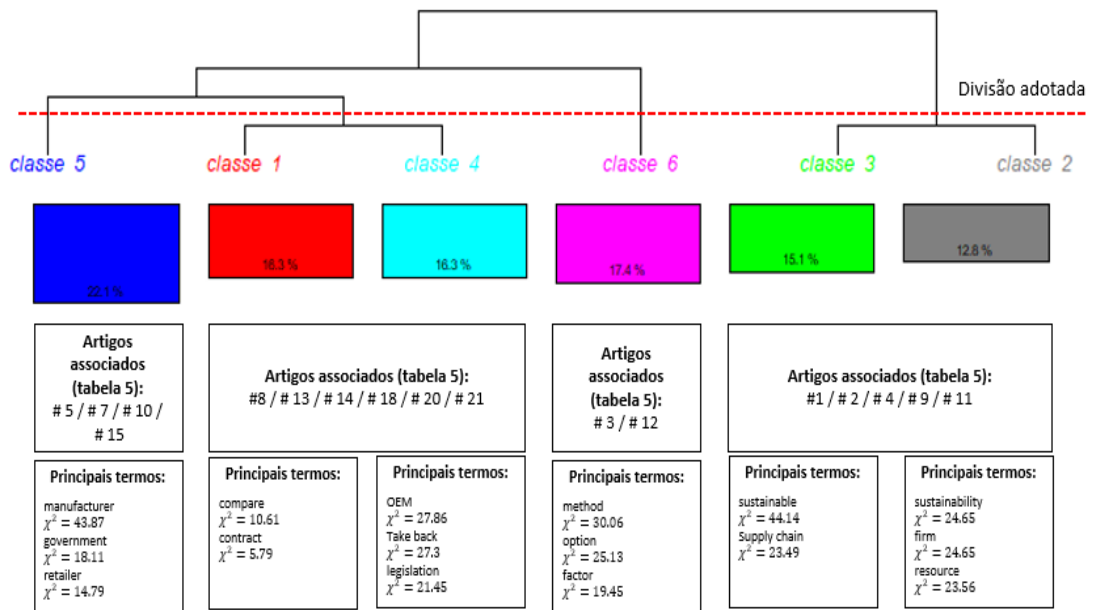 Divisão adotada
classe 5
classe 1
classe 4
classe 6
classe 3
classe 2
22.1 %
16.3 %
16.3 %
17.4 %
15.1 %
12.8 %
Artigos
associados
(tabela 5):
# 5 / # 7 / # 10 /
# 15
Artigos associados (tabela 5):
#8 / # 13 / # 14 / # 18 / # 20 / # 21
Artigos
associados
(tabela 5):
# 3 / # 12
Artigos associados (tabela 5):
#1 / # 2 / # 4 / # 9 / # 11
Principais termos:
manufacturer
χ² = 43.87
government
χ² = 18.11
retailer
χ² = 14.79
Principais termos:
compare
χ² = 10.61
contract
χ² = 5.79
Principais termos:
OEM
χ² = 27.86
Take back
χ² = 27.3
legislation
χ² = 21.45
Principais termos:
method
χ² = 30.06
option
χ² = 25.13
factor
χ² = 19.45
Principais termos:
sustainable
χ² = 44.14
Supply chain
χ² = 23.49
Principais termos:
sustainability
χ² = 24.65
firm
χ² = 24.65
resource
χ² = 23.56